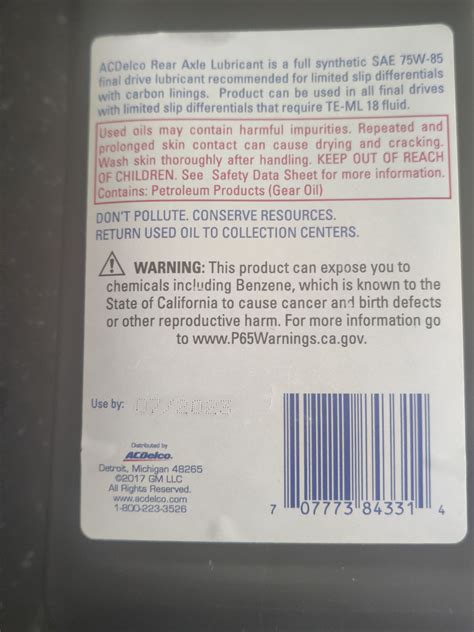 ACDelco Rear Axle Lubricant is a full synthetic SAE 75W-85
final drive lubricant recommended for limited slip differentials
with carbon linings. Product can be used in all final drives
with limited slip differentials that require TE-ML 18 fluid.
Used oils may contain harmful impurities. Repeated and
prolonged skin contact can cause drying and cracking.
Wash skin thoroughly after handling. KEEP OUT OF REACH
OF CHILDREN. See Safety Data Sheet for more information.
Contains: Petroleum Products (Gear Oil)
DON'T POLLUTE. CONSERVE RESOURCES.
RETURN USED OIL TO COLLECTION CENTERS.
WARNING: This product can expose you to
chemicals including Benzene, which is known to the
State of California to cause cancer and birth defects
or other reproductive harm. For more information go
to www.P65Warnings.ca.gov.
Use by: 07/2023
Distributed by
ACDelco.
Detroit, Michigan 48265
©2017 GM LLC
All Rights Reserved.
www.acdelco.com
1-800-223-3526
7 07773 84331 4